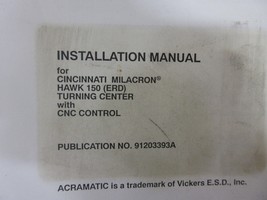 INSTALLATION MANUAL
for
CINCINNATI MILACRON®
HAWK 150 (ERD)
TURNING CENTER
with
CNC CONTROL
PUBLICATION NO. 91203393A
ACRAMATIC is a trademark of Vickers E.S.D., Inc.